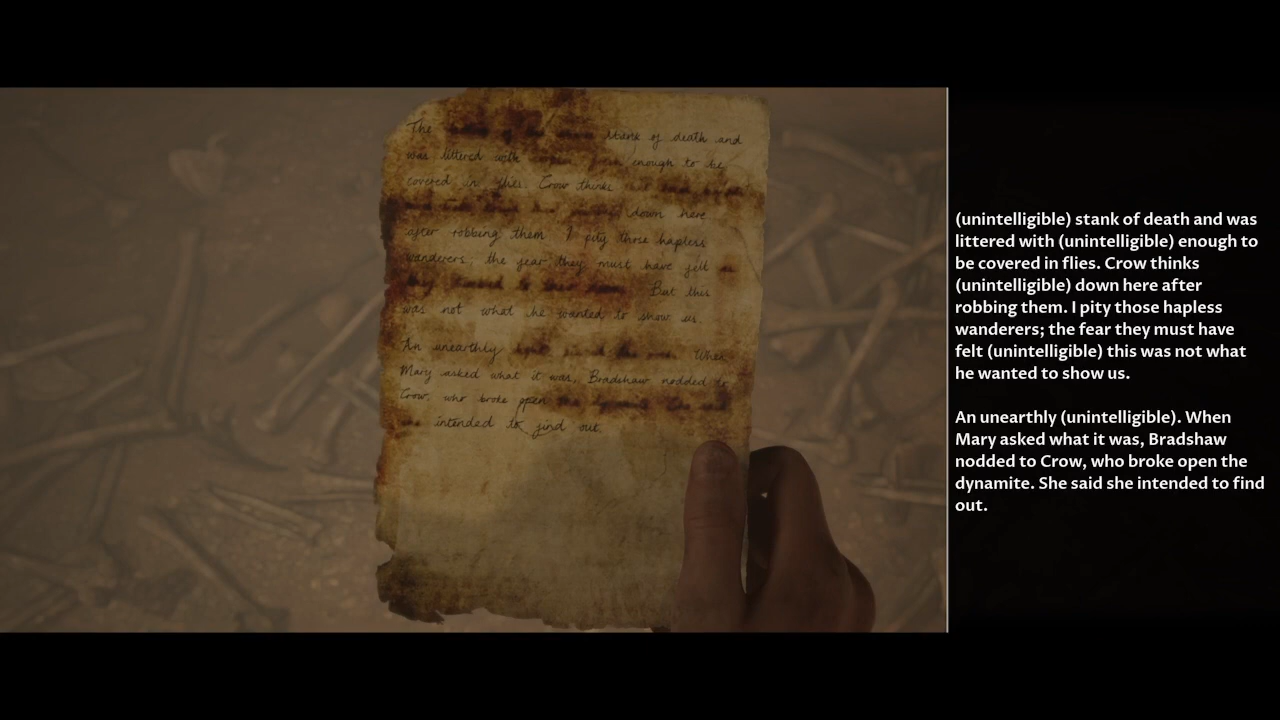 The stank of death and
was littered with enough to be
covered in flies. Crow thinks
down here
after robbing them. I pity those hapless
wanderers; the fear they must have felt as
they But this
was not what he wanted to show us.
An unearthly When
Mary asked what it was, Bradshaw nodded to
Crow, who broke open the dynamite. She said
she intended to find out.
(unintelligible) stank of death and was
littered with (unintelligible) enough to
be covered in flies. Crow thinks
(unintelligible) down here after
robbing them. I pity those hapless
wanderers; the fear they must have
felt (unintelligible) this was not what
he wanted to show us.
An unearthly (unintelligible). When
Mary asked what it was, Bradshaw
nodded to Crow, who broke open the
dynamite. She said she intended to find
out.